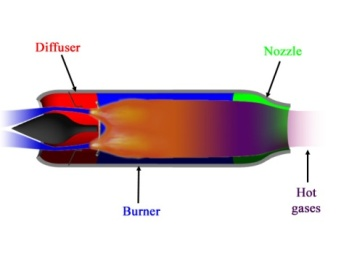 Diffuser
Nozzle
Burner
Hot
gases